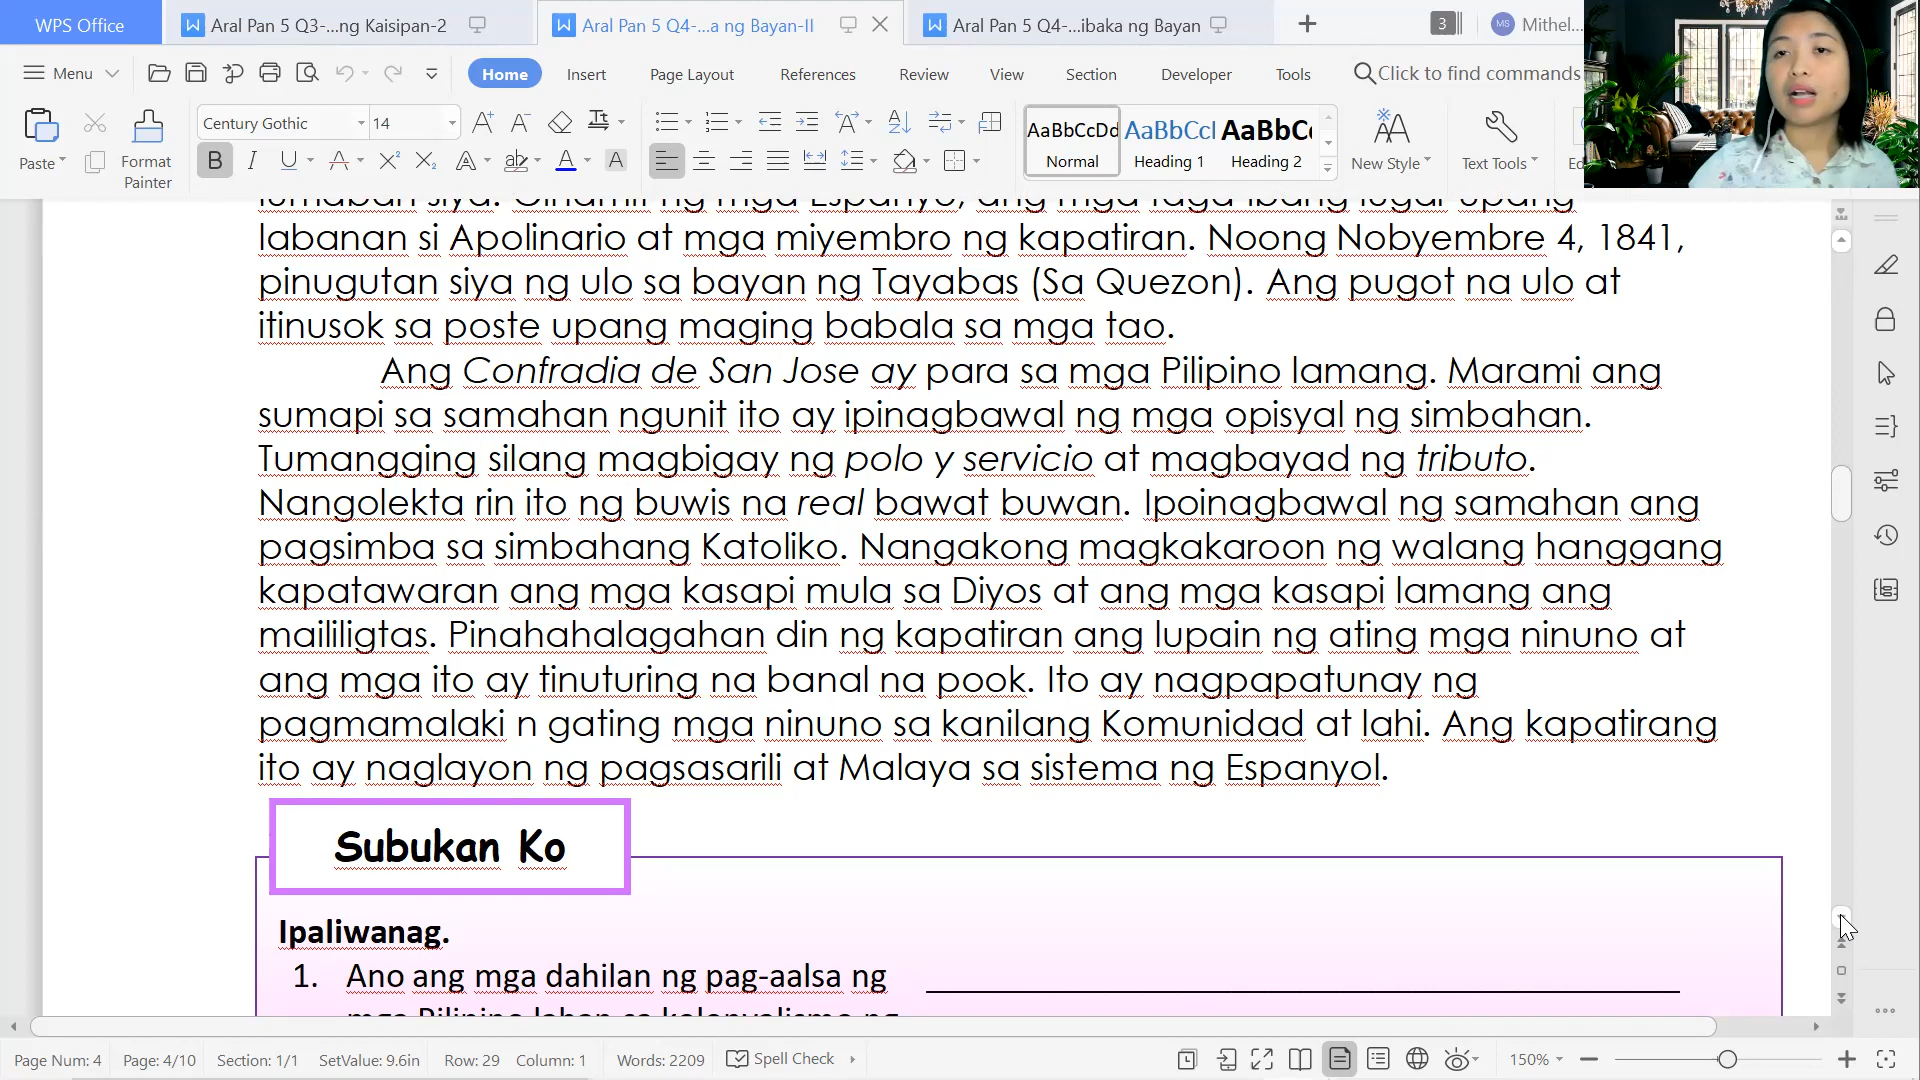 WPS Office
Aral Pan 5 Q3-...ng Kaisipan-2
Aral Pan 5 Q4-...a ng Bayan-II
Aral Pan 5 Q4-...ibaka ng Bayan
3
MS
Mithel...
Menu
Home
Insert
Page Layout
References
Review
View
Section
Developer
Tools
Click to find commands
Paste
Format
Painter
Century Gothic
14
AaBbCcDd
Normal
AaBbCcl
Heading 1
AaBbCc
Heading 2
New Style
Text Tools
labanan si Apolinario at mga miyembro ng kapatiran. Noong Nobyembre 4, 1841,
pinugutan siya ng ulo sa bayan ng Tayabas (Sa Quezon). Ang pugot na ulo at
itinusok sa poste upang maging babala sa mga tao.
Ang Confradia de San Jose ay para sa mga Pilipino lamang. Marami ang
sumapi sa samahan ngunit ito ay ipinagbawal ng mga opisyal ng simbahan.
Tumangging silang magbigay ng polo y servicio at magbayad ng tributo.
Nangolekta rin ito ng buwis na real bawat buwan. Ipoinagbawal ng samahan ang
pagsimba sa simbahang Katoliko. Nangakong magkakaroon ng walang hanggang
kapatawaran ang mga kasapi mula sa Diyos at ang mga kasapi lamang ang
maililigtas. Pinahahalagahan din ng kapatiran ang lupain ng ating mga ninuno at
ang mga ito ay tinuturing na banal na pook. Ito ay nagpapatunay ng
pagmamalaki n gating mga ninuno sa kanilang Komunidad at lahi. Ang kapatirang
ito ay naglayon ng pagsasarili at Malaya sa sistema ng Espanyol.
Subukan Ko
Ipaliwanag.
1. Ano ang mga dahilan ng pag-aalsa ng
Page Num: 4
Page: 4/10
Section: 1/1
SetValue: 9.6in
Row: 29
Column: 1
Words: 2209
Spell Check
150%